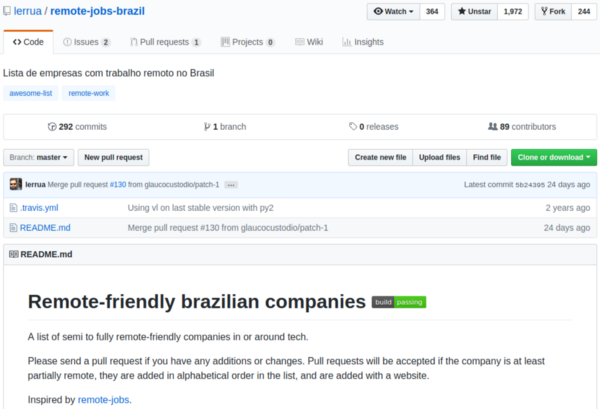 lerrua / remote-jobs-brazil
Watch 364 Unstar 1,972 Fork 244
Code Issues 2 Pull requests 1 Projects 0 Wiki Insights
Lista de empresas com trabalho remoto no Brasil
awesome-list remote-work
292 commits 1 branch 0 releases 89 contributors
Branch: master New pull request Create new file Upload files Find file Clone or download
lerrua Merge pull request #130 from glaucocustodio/patch-1 ... Latest commit 5b24395 24 days ago
.travis.yml Using vl on last stable version with py2 2 years ago
README.md Merge pull request #130 from glaucocustodio/patch-1 24 days ago
README.md
Remote-friendly brazilian companies build passing
A list of semi to fully remote-friendly companies in or around tech.
Please send a pull request if you have any additions or changes. Pull requests will be accepted if the company is at least
partially remote, they are added in alphabetical order in the list, and are added with a website.
Inspired by remote-jobs.